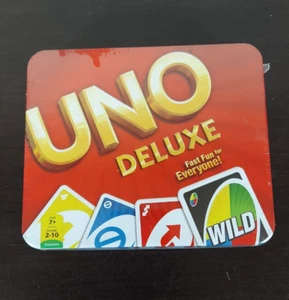 UNO
DELUXE
Fast Fun for
Everyone!
7+
2-10
WILD